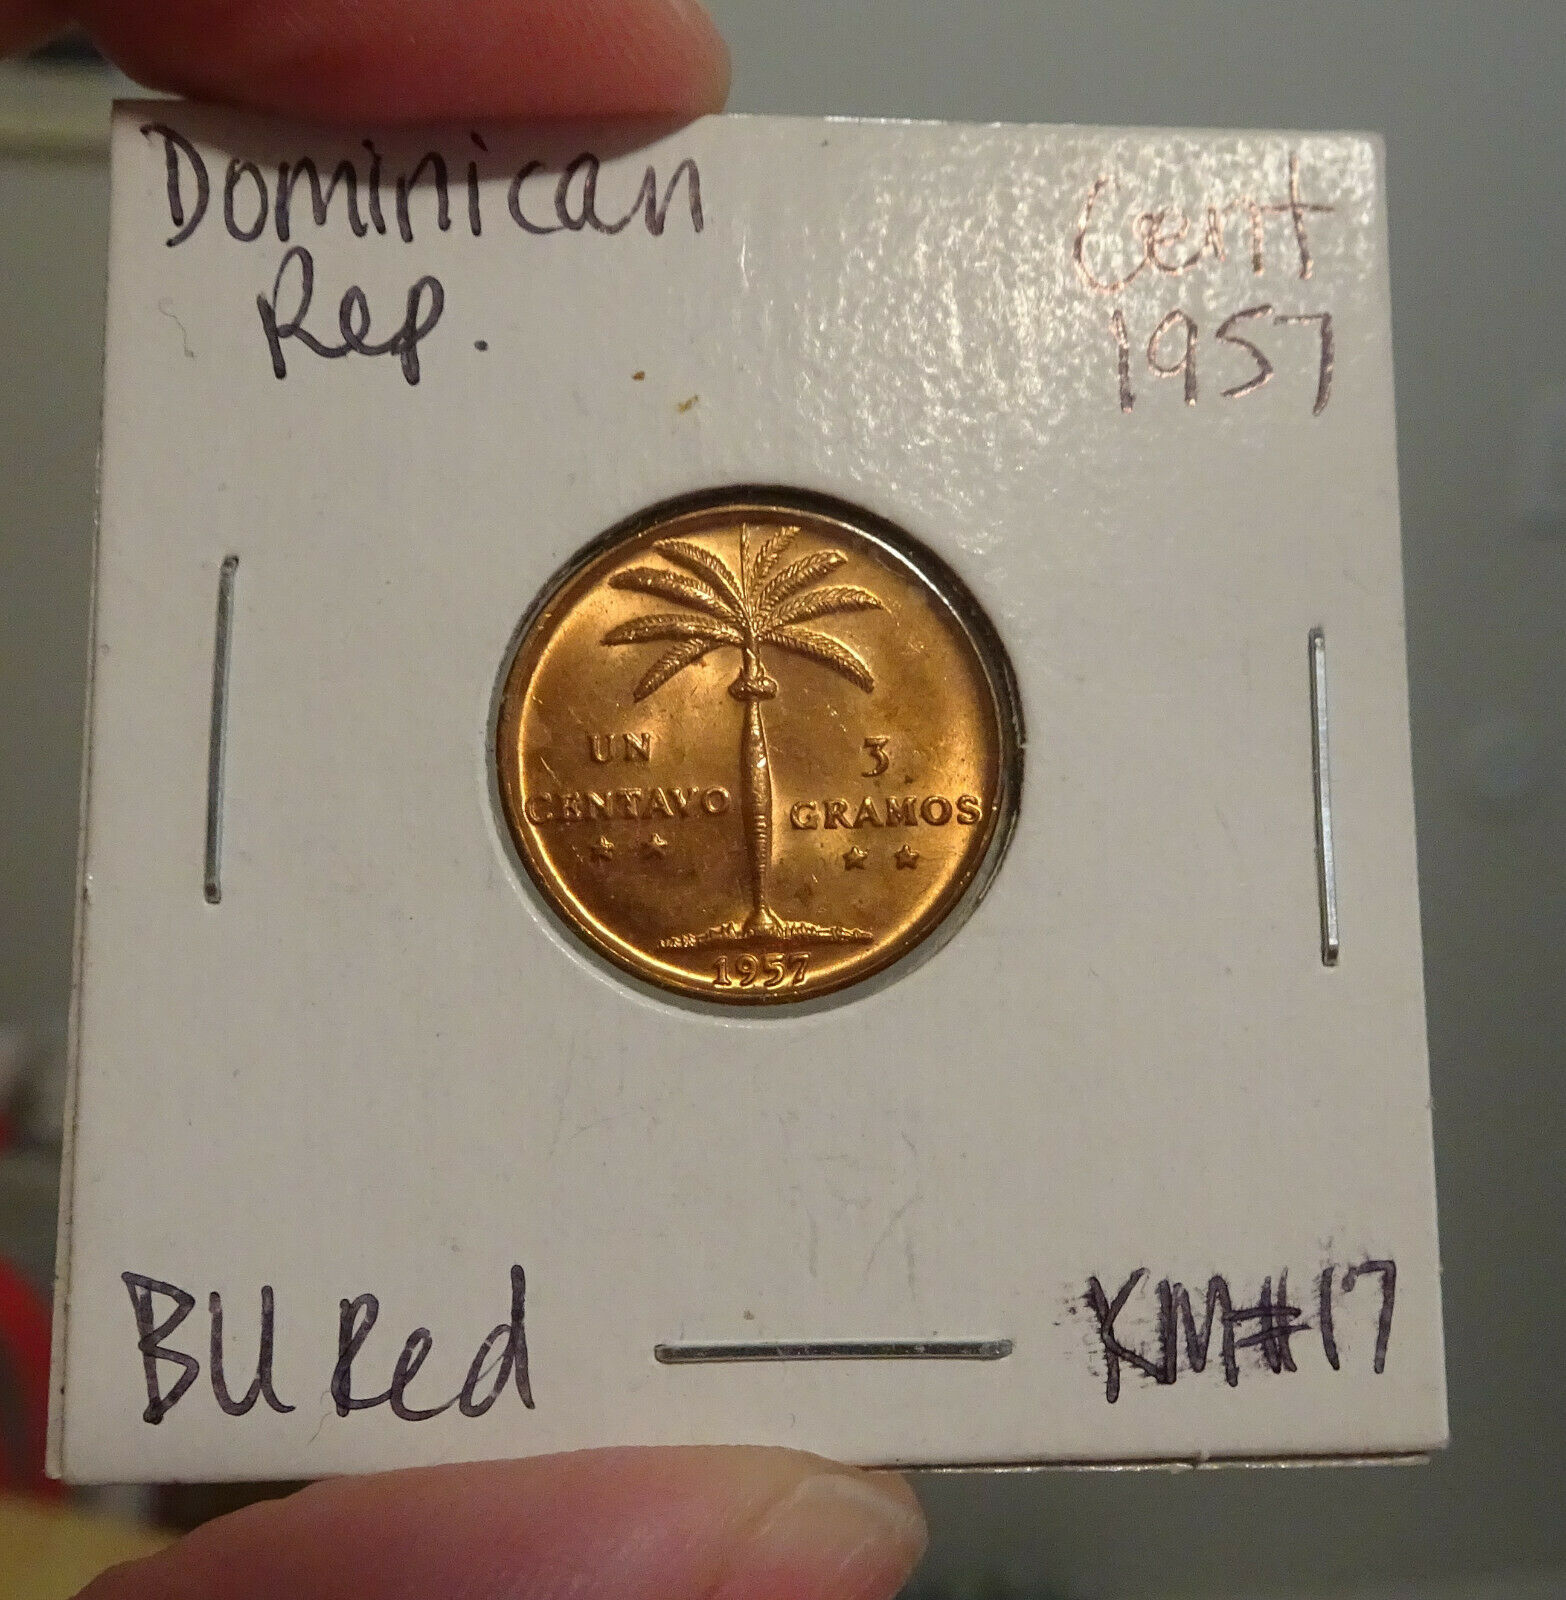 Dominican
Rep.
Cent
1957
UN
CENTAVO
3
GRAMOS
1957
BU Red
KM#17